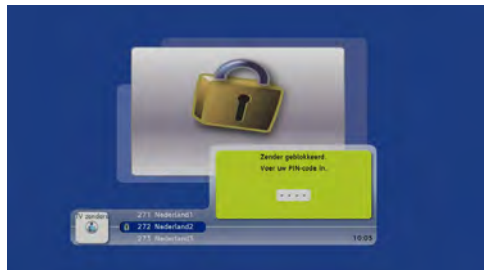 Zender geblokkeerd.
Voer uw PIN-code in.
TV zenders
271 Nederland1
272 Nederland2
273 Nederland3
10:05